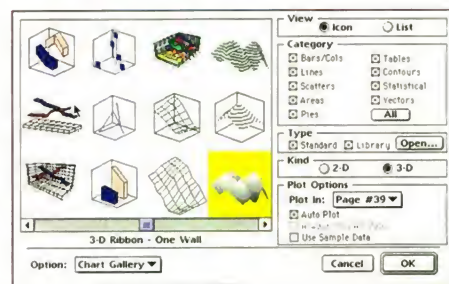 View
Icon
List
Category
Bars/Cols
Tables
Lines
Contours
Scatters
Statistical
Areas
Vectors
Pies
All
Type
Standard
Library
Open...
Kind
2-D
3-D
Plot Options
Plot In: Page #39
Auto Plot
Use Sample Data
3-D Ribbon - One Wall
Option: Chart Gallery
Cancel
OK